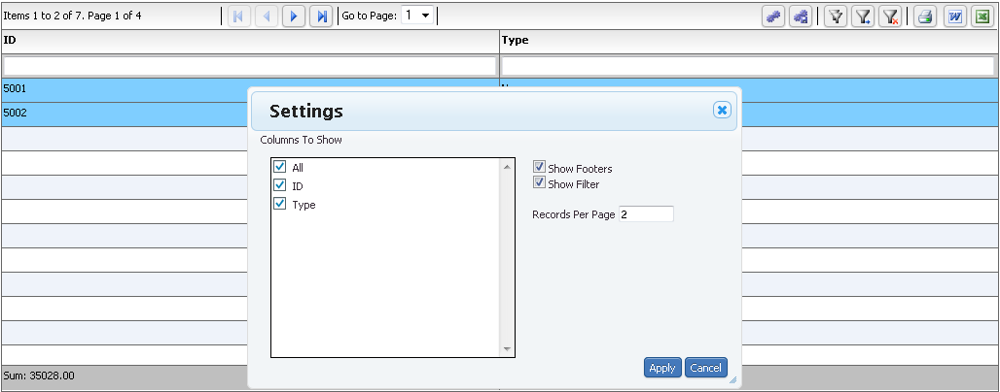 Items 1 to 2 of 7. Page 1 of 4
Go to Page: 1
ID Type
5001
5002
Settings
Columns To Show
All
ID
Type
Show Footers
Show Filter
Records Per Page 2
Apply Cancel
Sum: 35028.00